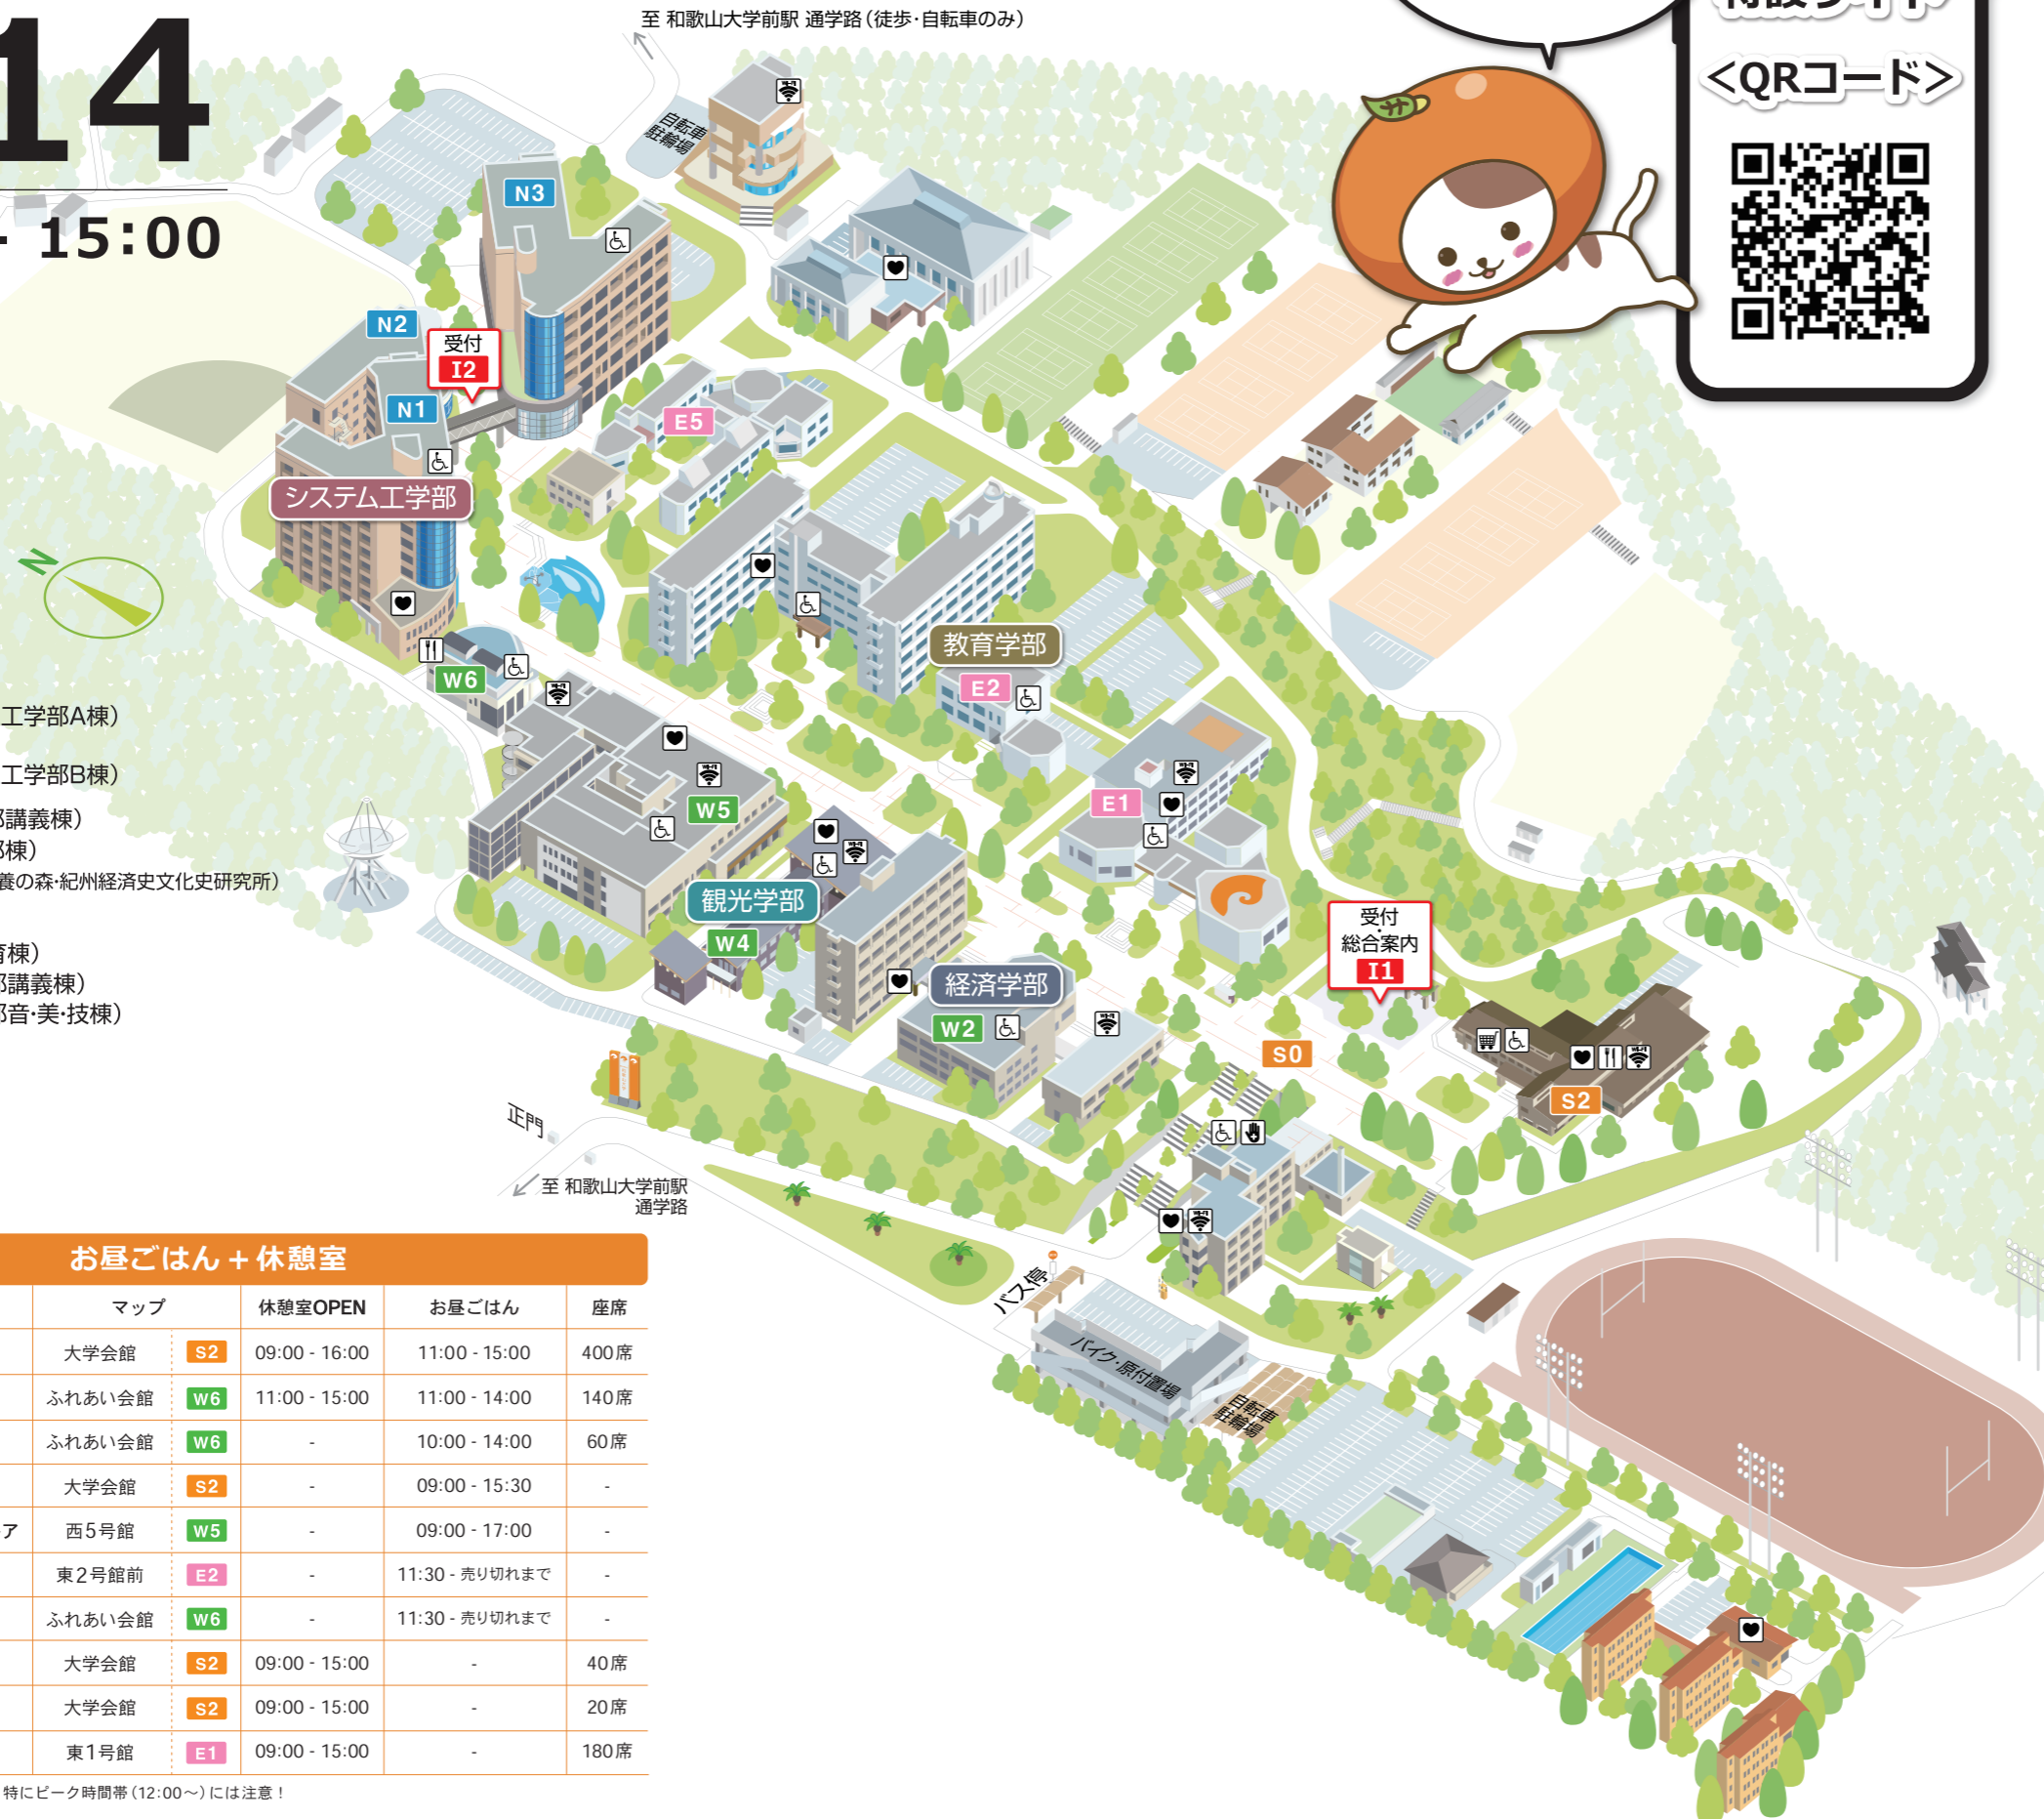 14
- 15:00
至 和歌山大学前駅 通学路（徒歩・自転車のみ）
特設サイト
<QRコード>
自転車
駐輪場
N3
N2
受付
I2
N1
E5
システム工学部
N
教育学部
E2
W6
工学部A棟）
工学部B棟）
部講義棟）
部棟）
養の森・紀州経済史文化史研究所）
育棟）
部講義棟）
部音・美・技棟）
W5
E1
観光学部
W4
受付
総合案内
I1
経済学部
W2
S0
S2
正門
至 和歌山大学前駅
通学路
バス停
バイク・原付置場
自転車
駐輪場
お昼ごはん＋休憩室
マップ 休憩室OPEN お昼ごはん 座席
大学会館 S2 09:00 - 16:00 11:00 - 15:00 400席
ふれあい会館 W6 11:00 - 15:00 11:00 - 14:00 140席
ふれあい会館 W6 - 10:00 - 14:00 60席
大学会館 S2 - 09:00 - 15:30 -
ア 西5号館 W5 - 09:00 - 17:00 -
東2号館前 E2 - 11:30 - 売り切れまで -
ふれあい会館 W6 - 11:30 - 売り切れまで -
大学会館 S2 09:00 - 15:00 - 40席
大学会館 S2 09:00 - 15:00 - 20席
東1号館 E1 09:00 - 15:00 - 180席
特にピーク時間帯（12:00～）には注意！